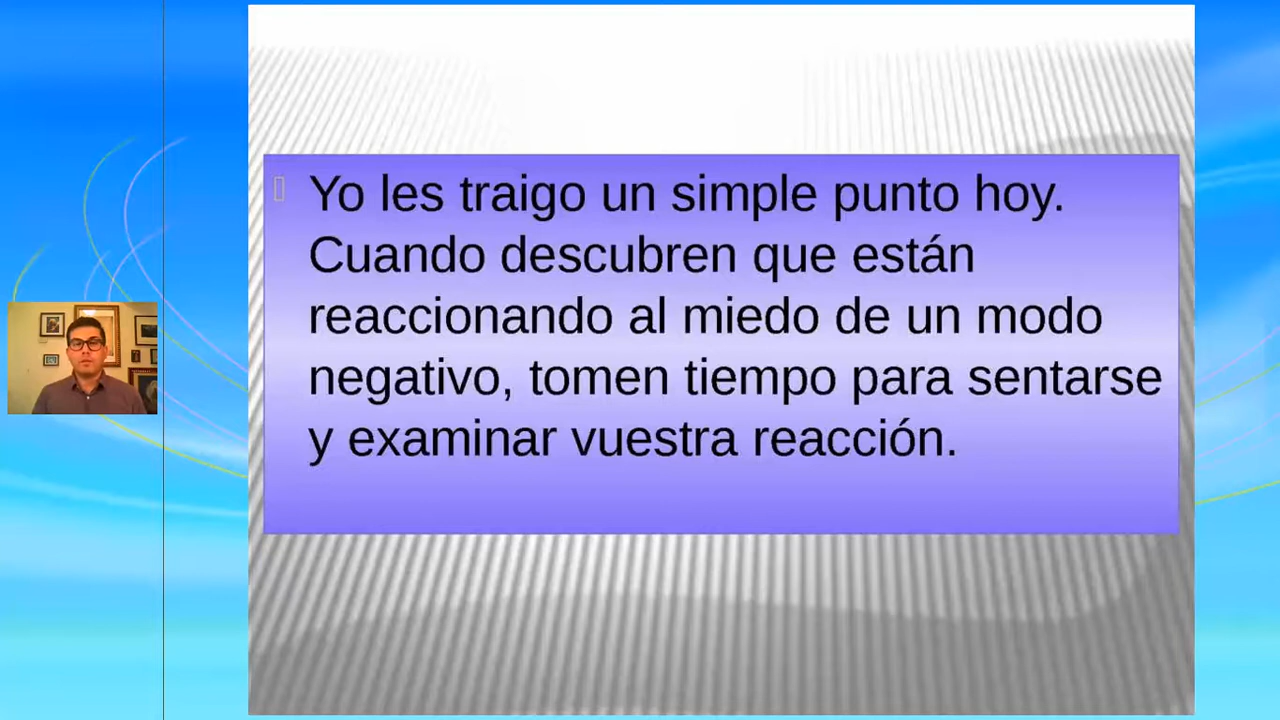 Yo les traigo un simple punto hoy.
Cuando descubren que están
reaccionando al miedo de un modo
negativo, tomen tiempo para sentarse
y examinar vuestra reacción.